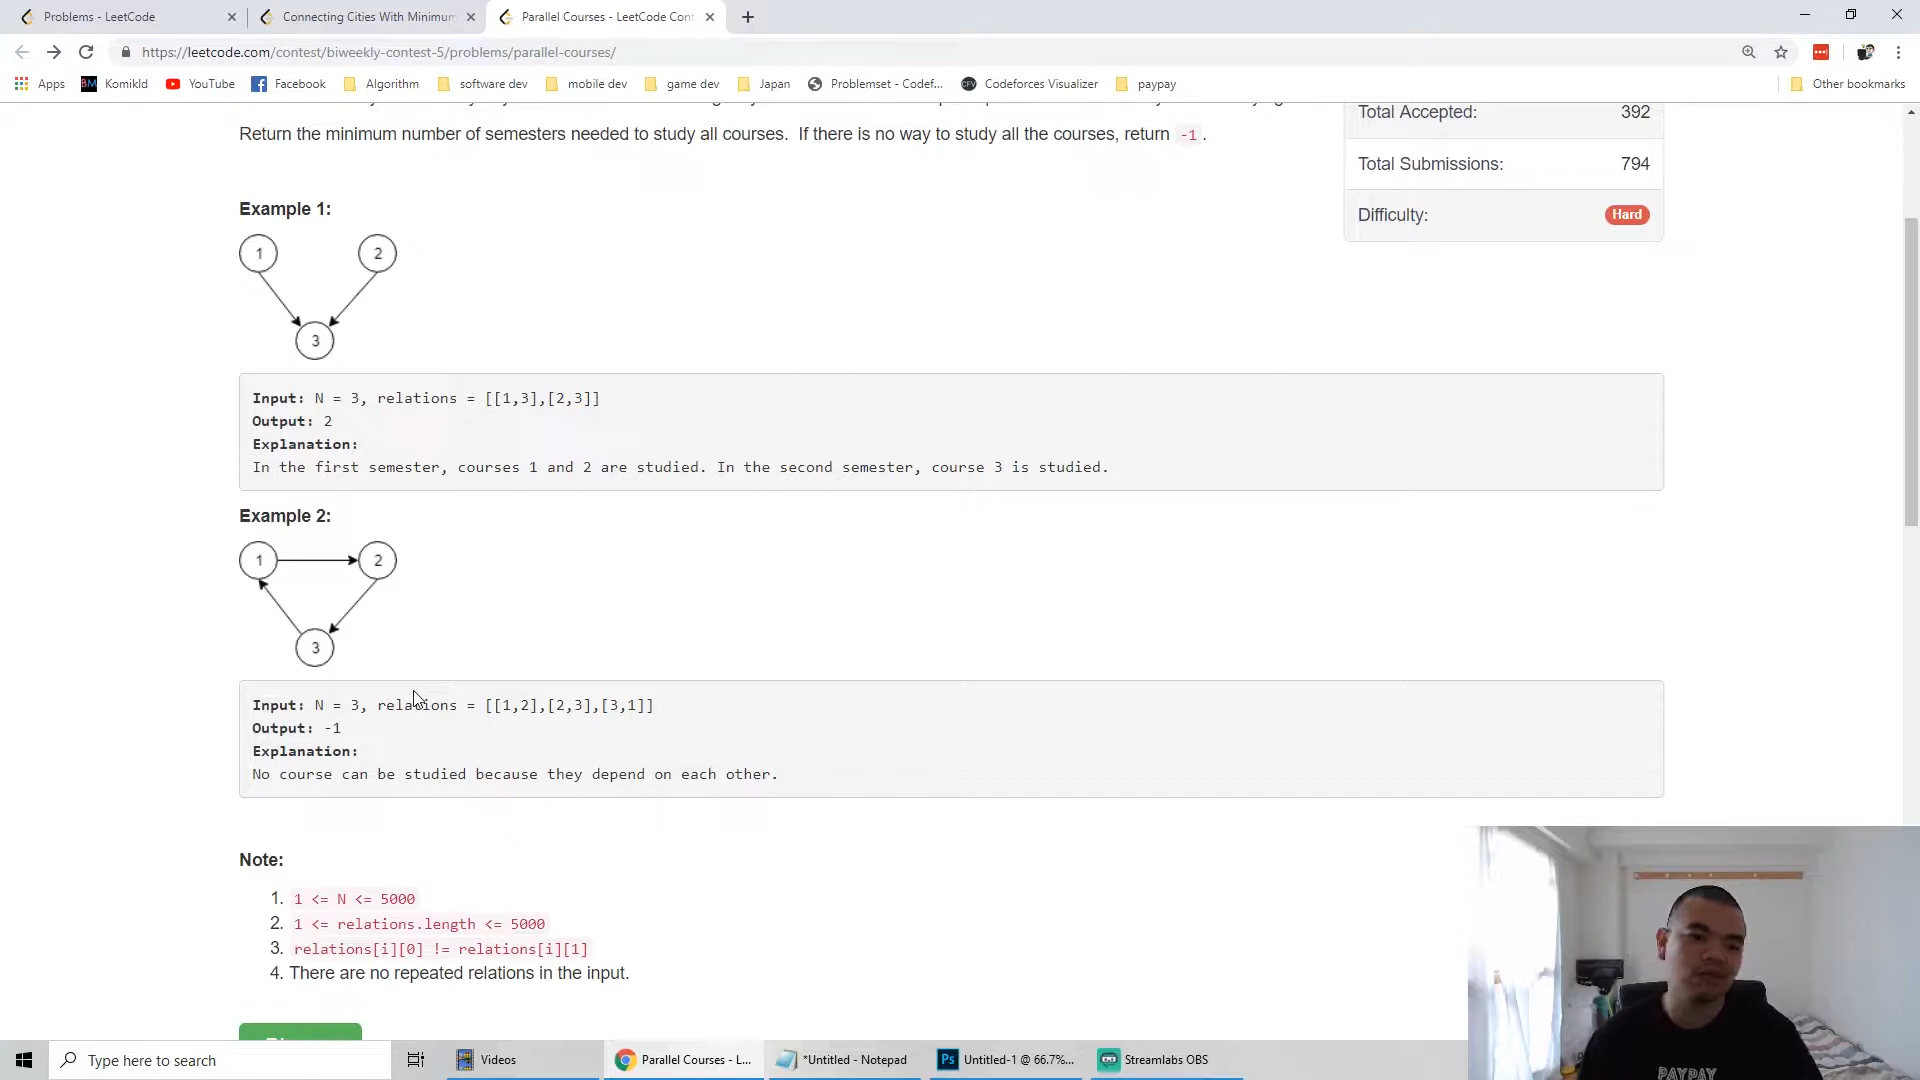 Problems - LeetCode
Connecting Cities With Minimum
Parallel Courses - LeetCode Cont
https://leetcode.com/contest/biweekly-contest-5/problems/parallel-courses/
Apps
BM Komikld
YouTube
Facebook
Algorithm
software dev
mobile dev
game dev
Japan
Problemset - Codef...
CFV Codeforces Visualizer
paypay
Other bookmarks
Return the minimum number of semesters needed to study all courses. If there is no way to study all the courses, return -1.
Total Accepted: 392
Total Submissions: 794
Difficulty: Hard
Example 1:
1 2
3
Input: N = 3, relations = [[1,3],[2,3]]
Output: 2
Explanation:
In the first semester, courses 1 and 2 are studied. In the second semester, course 3 is studied.
Example 2:
1 2
3
Input: N = 3, relations = [[1,2],[2,3],[3,1]]
Output: -1
Explanation:
No course can be studied because they depend on each other.
Note:
1. 1 <= N <= 5000
2. 1 <= relations.length <= 5000
3. relations[i][0] != relations[i][1]
4. There are no repeated relations in the input.
PAYPAY
Type here to search
Videos
Parallel Courses - L...
*Untitled - Notepad
Ps Untitled-1 @ 66.7%...
Streamlabs OBS